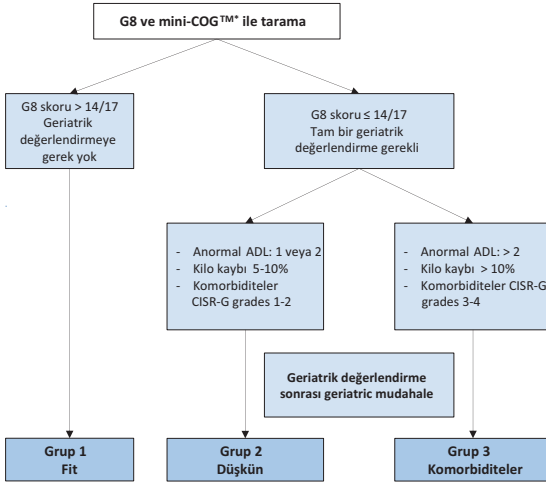 G8 ve mini-COG™* ile tarama
G8 skoru > 14/17
Geriatrik
değerlendirmeye
gerek yok
G8 skoru ≤ 14/17
Tam bir geriatrik
değerlendirme gerekli
- Anormal ADL: 1 veya 2
- Kilo kaybı 5-10%
- Komorbiditeler
CISR-G grades 1-2
- Anormal ADL: > 2
- Kilo kaybı > 10%
- Komorbiditeler CISR-G
grades 3-4
Geriatrik değerlendirme
sonrası geriatric mudahale
Grup 1
Fit
Grup 2
Düşkün
Grup 3
Komorbiditeler